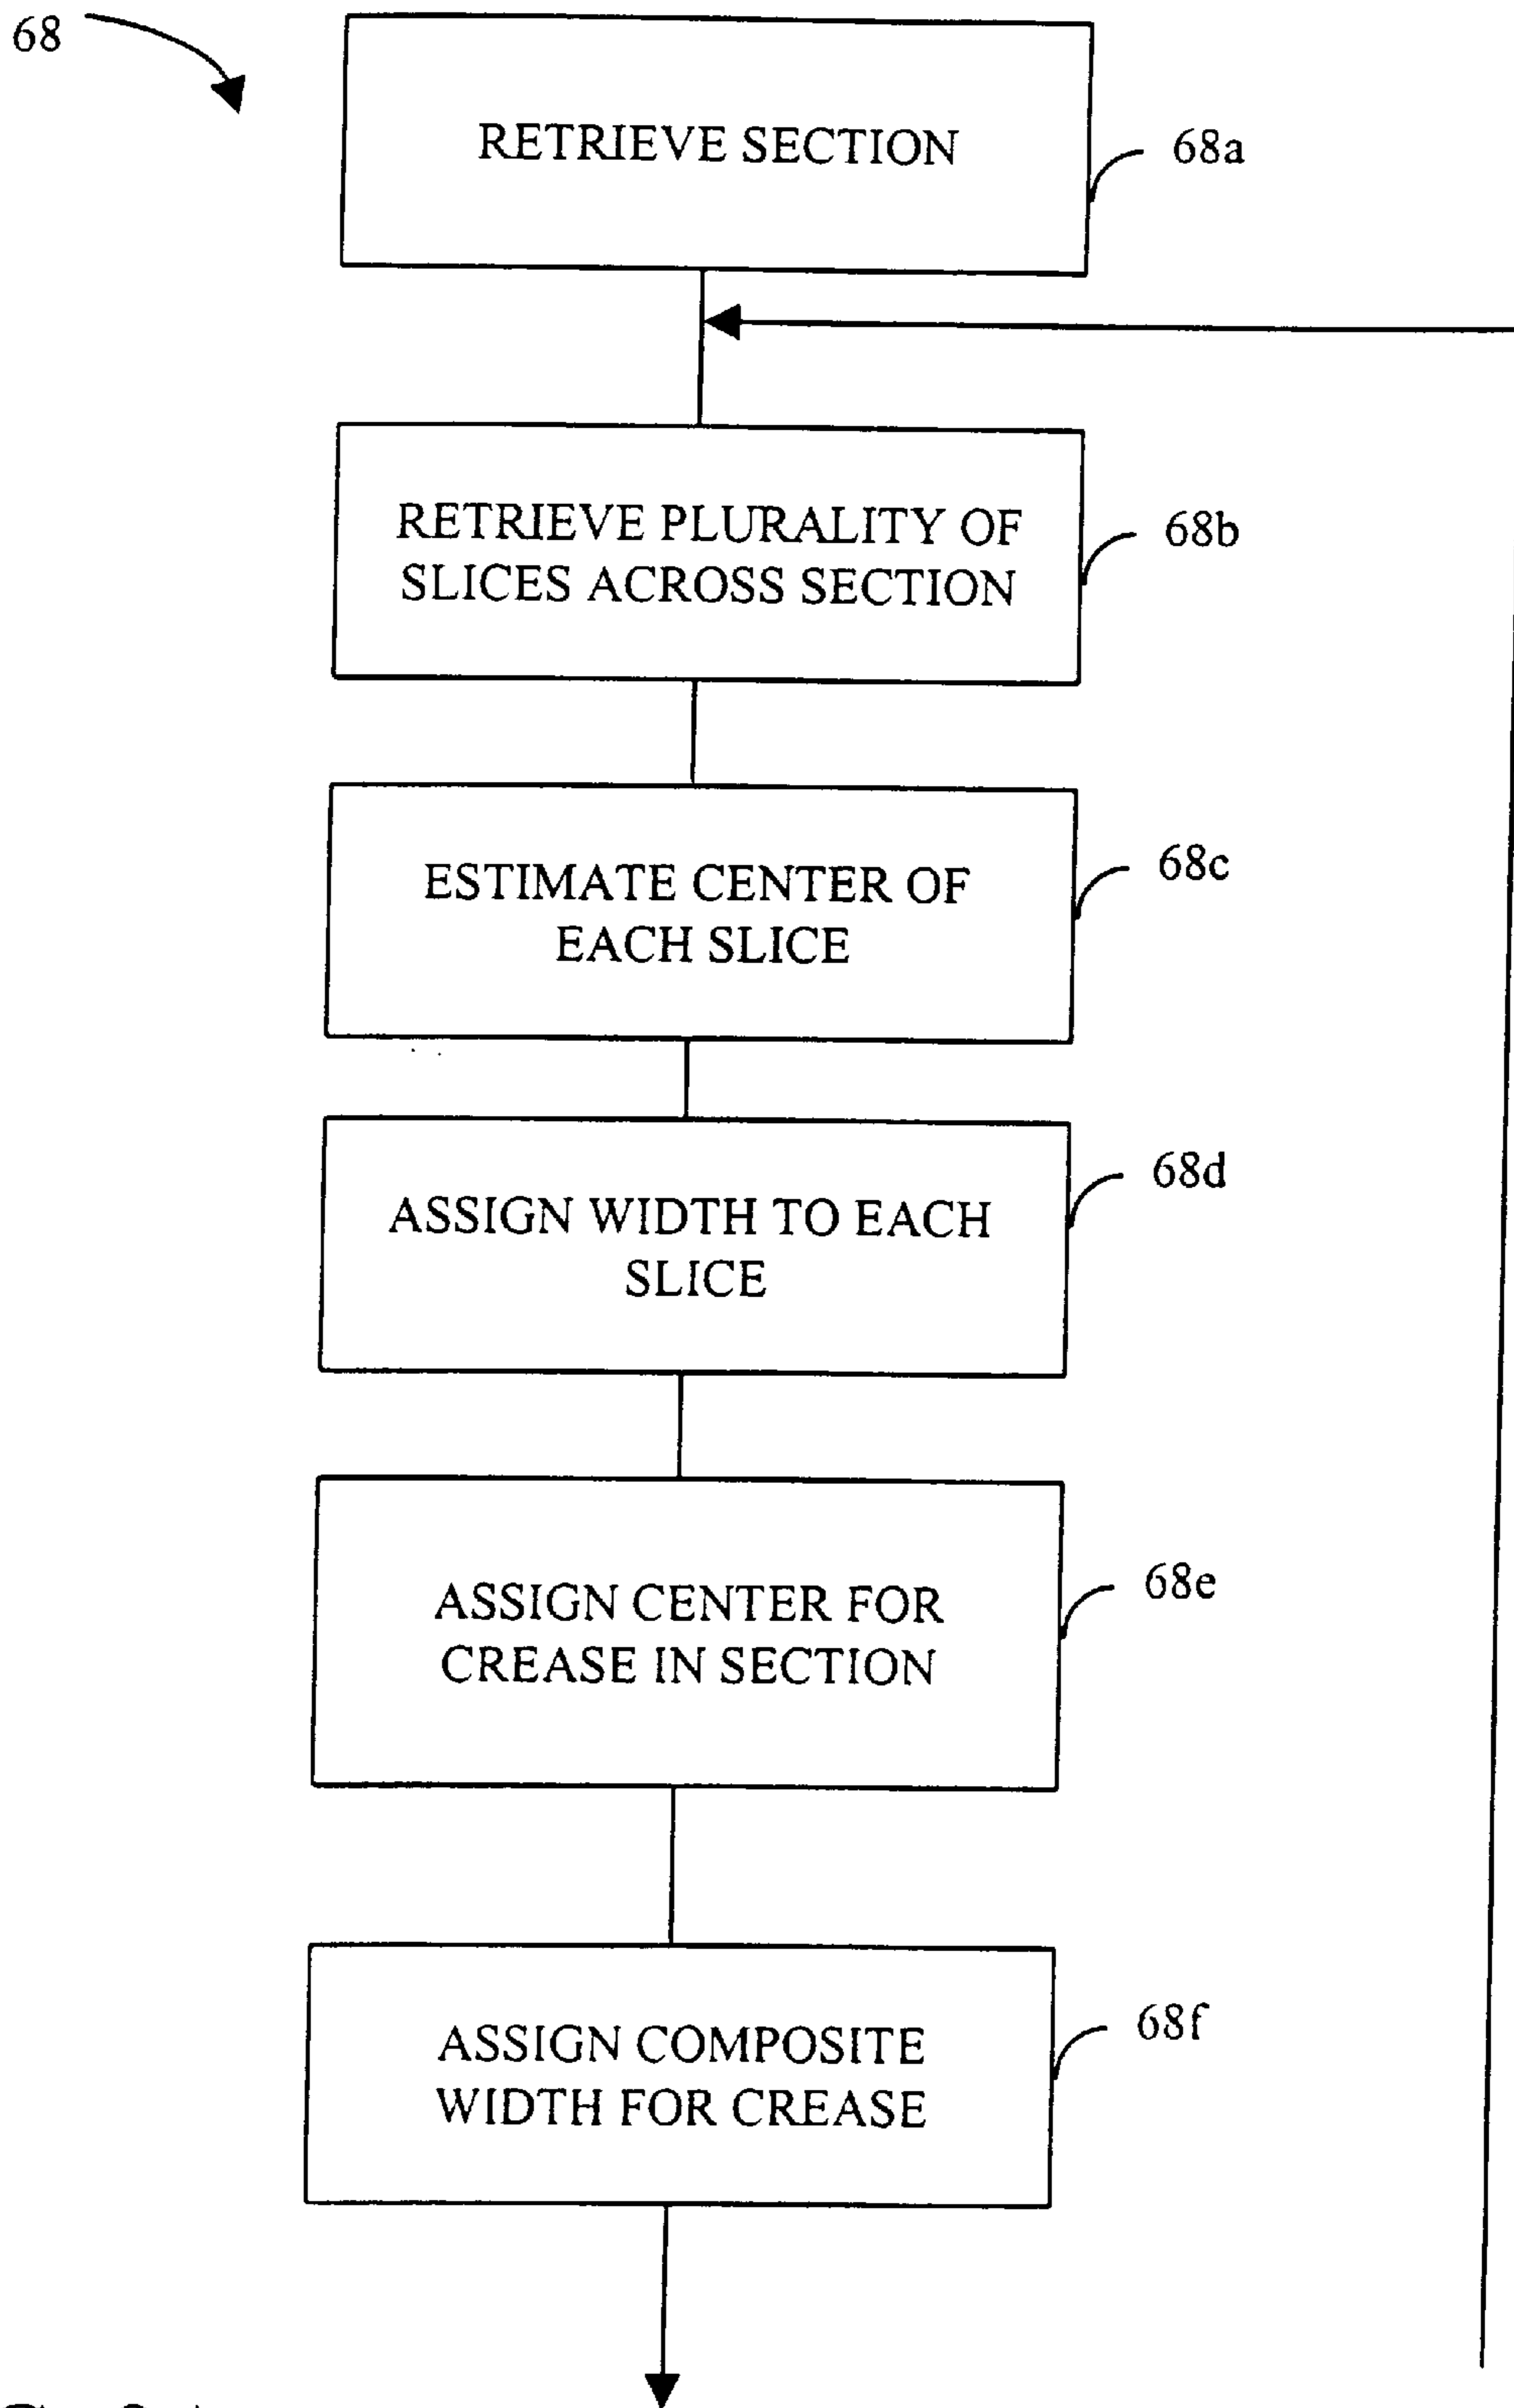 68
RETRIEVE SECTION
68a
RETRIEVE PLURALITY OF
SLICES ACROSS SECTION
68b
ESTIMATE CENTER OF
EACH SLICE
68c
ASSIGN WIDTH TO EACH
SLICE
68d
ASSIGN CENTER FOR
CREASE IN SECTION
68e
ASSIGN COMPOSITE
WIDTH FOR CREASE
68f